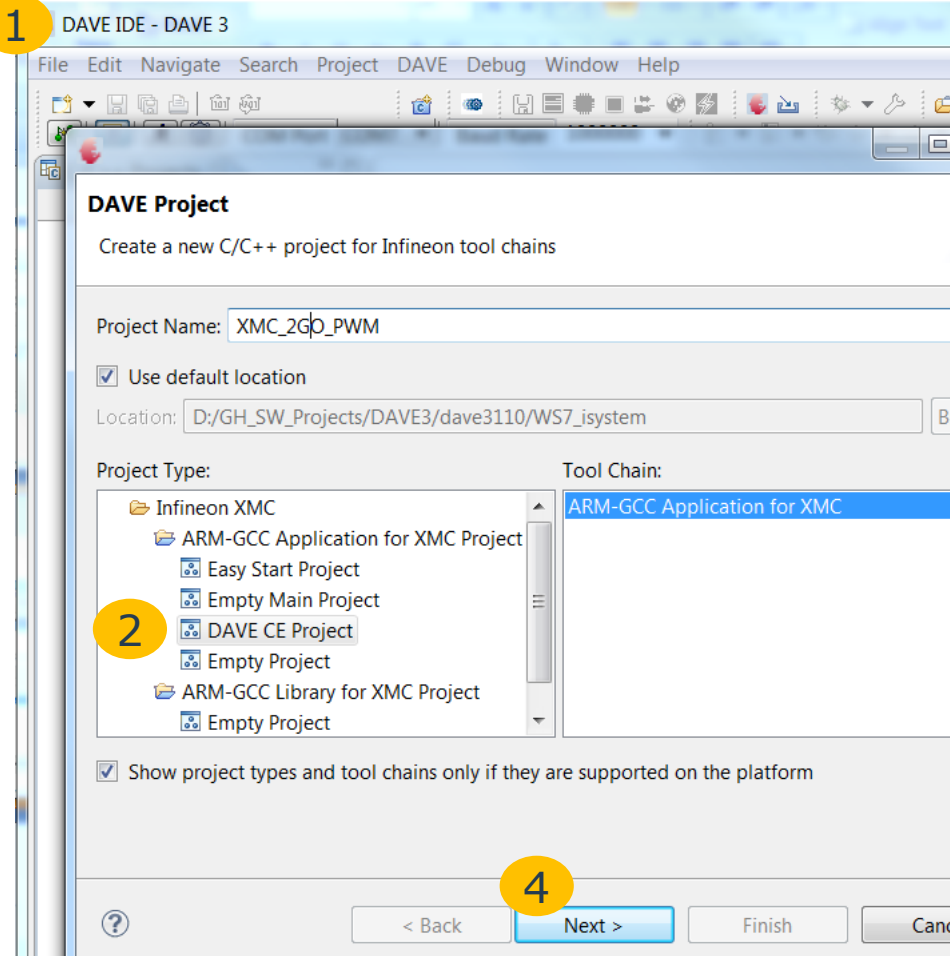 1
DAVE IDE - DAVE 3
File Edit Navigate Search Project DAVE Debug Window Help
DAVE Project
Create a new C/C++ project for Infineon tool chains
Project Name: XMC_2GO_PWM
Use default location
Location: D:/GH_SW_Projects/DAVE3/dave3110/WS7_isystem B
Project Type: Tool Chain:
Infineon XMC ARM-GCC Application for XMC
ARM-GCC Application for XMC Project
Easy Start Project
Empty Main Project
2 DAVE CE Project
Empty Project
ARM-GCC Library for XMC Project
Empty Project
Show project types and tool chains only if they are supported on the platform
4
< Back Next > Finish Canc